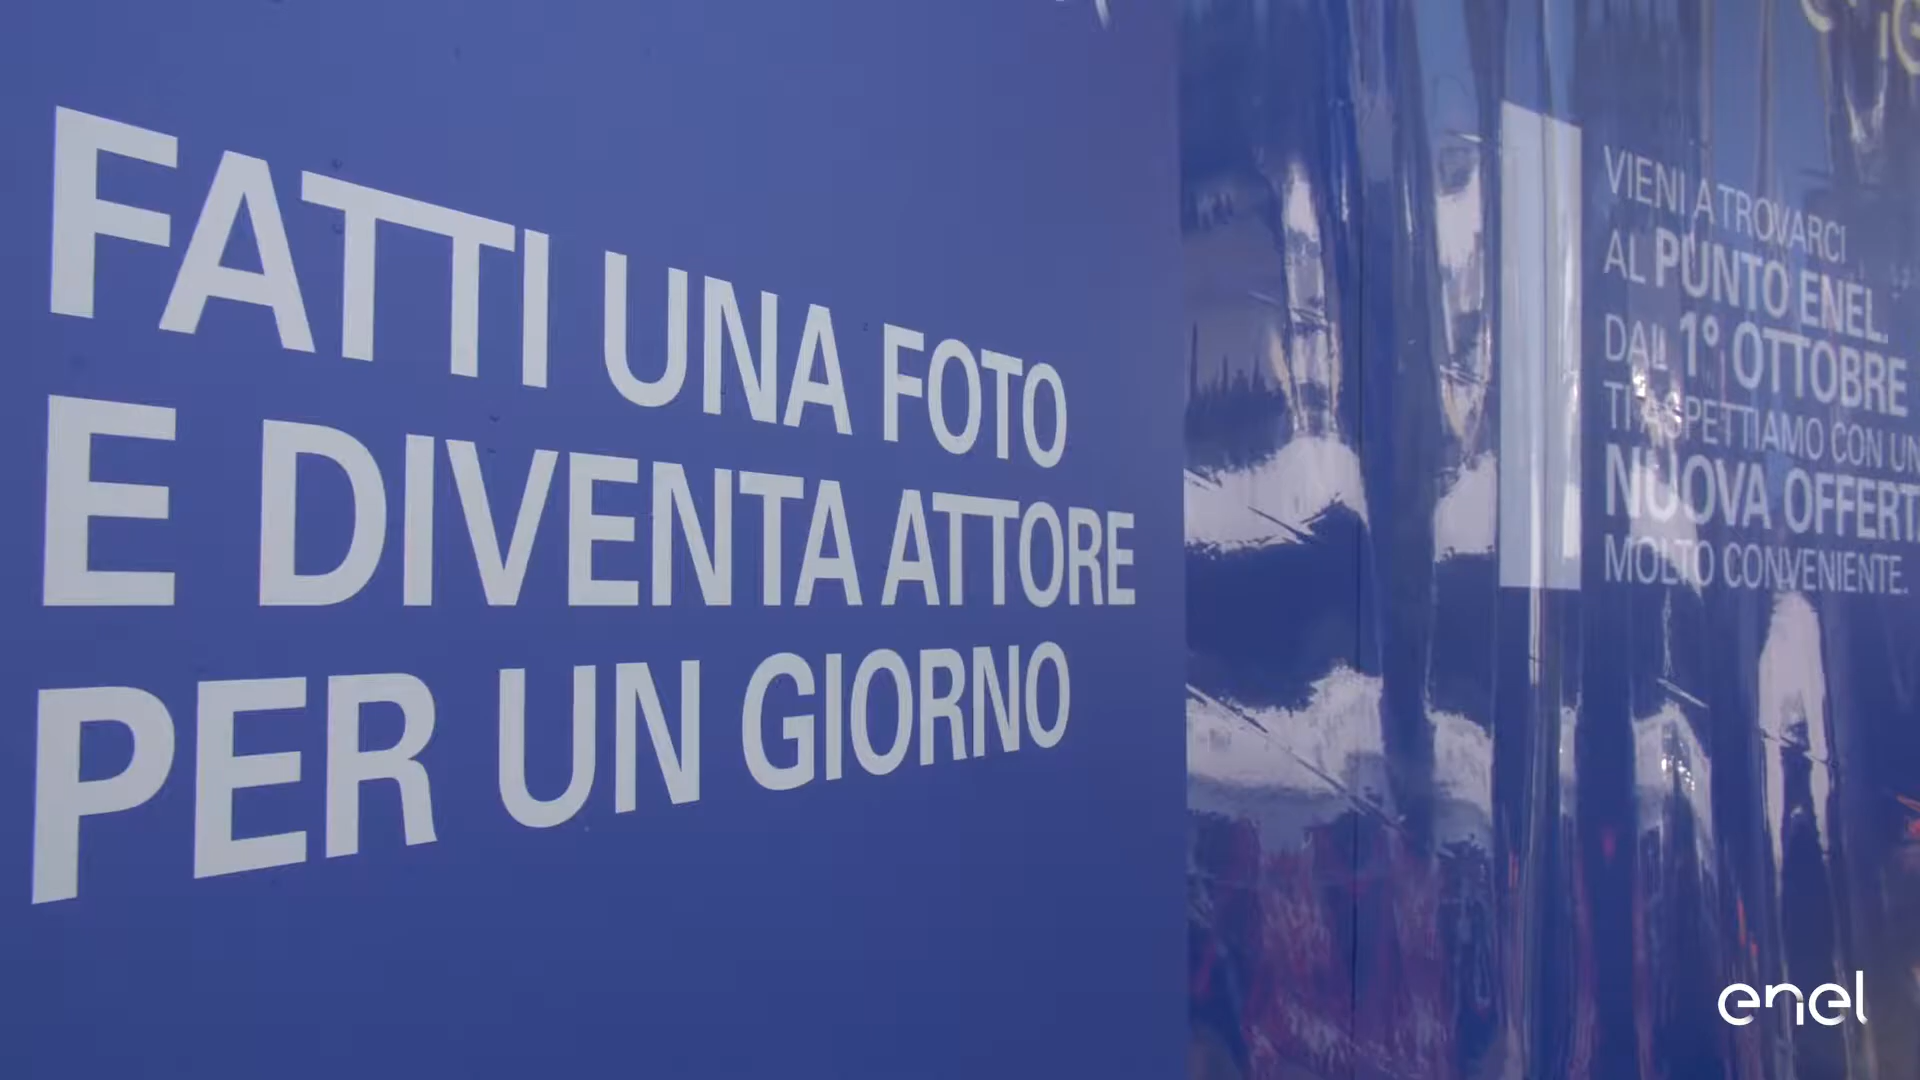 FATTI UNA FOTO
E DIVENTA ATTORE
PER UN GIORNO
VIENI A TROVARCI
AL PUNTO ENEL.
DAL 1° OTTOBRE
TI ASPETTIAMO CON UN
NUOVA OFFERTA
MOLTO CONVENIENTE.
enel